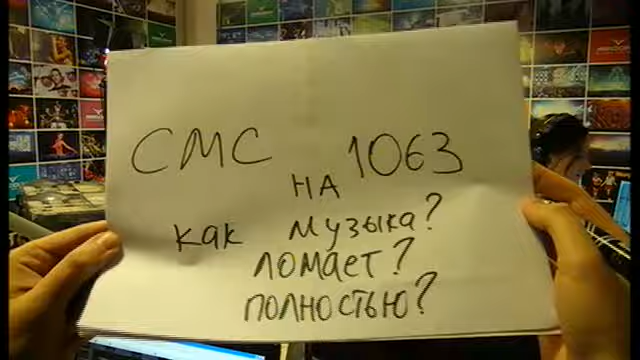 СМС
на 1063
как музыка?
ломает?
полностью?